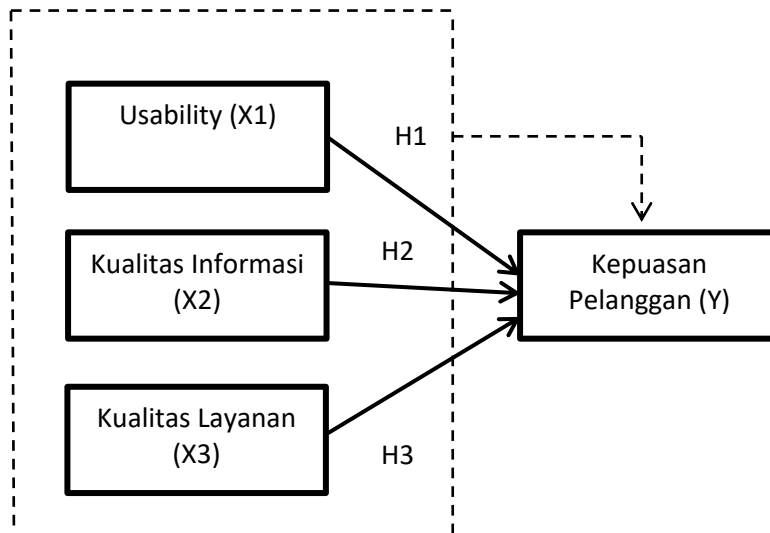 Usability (X1)
H1
Kualitas Informasi
(X2)
H2
Kepuasan
Pelanggan (Y)
Kualitas Layanan
(X3)
H3